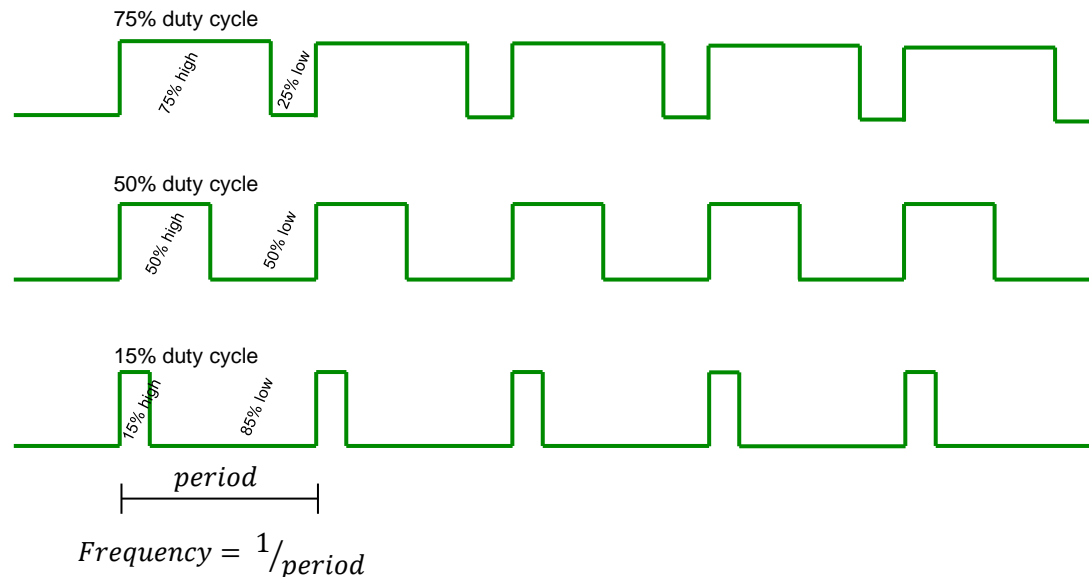 75% duty cycle
75% high
25% low
50% duty cycle
50% high
50% low
15% duty cycle
15% high
85% low
period
Frequency = 1/period